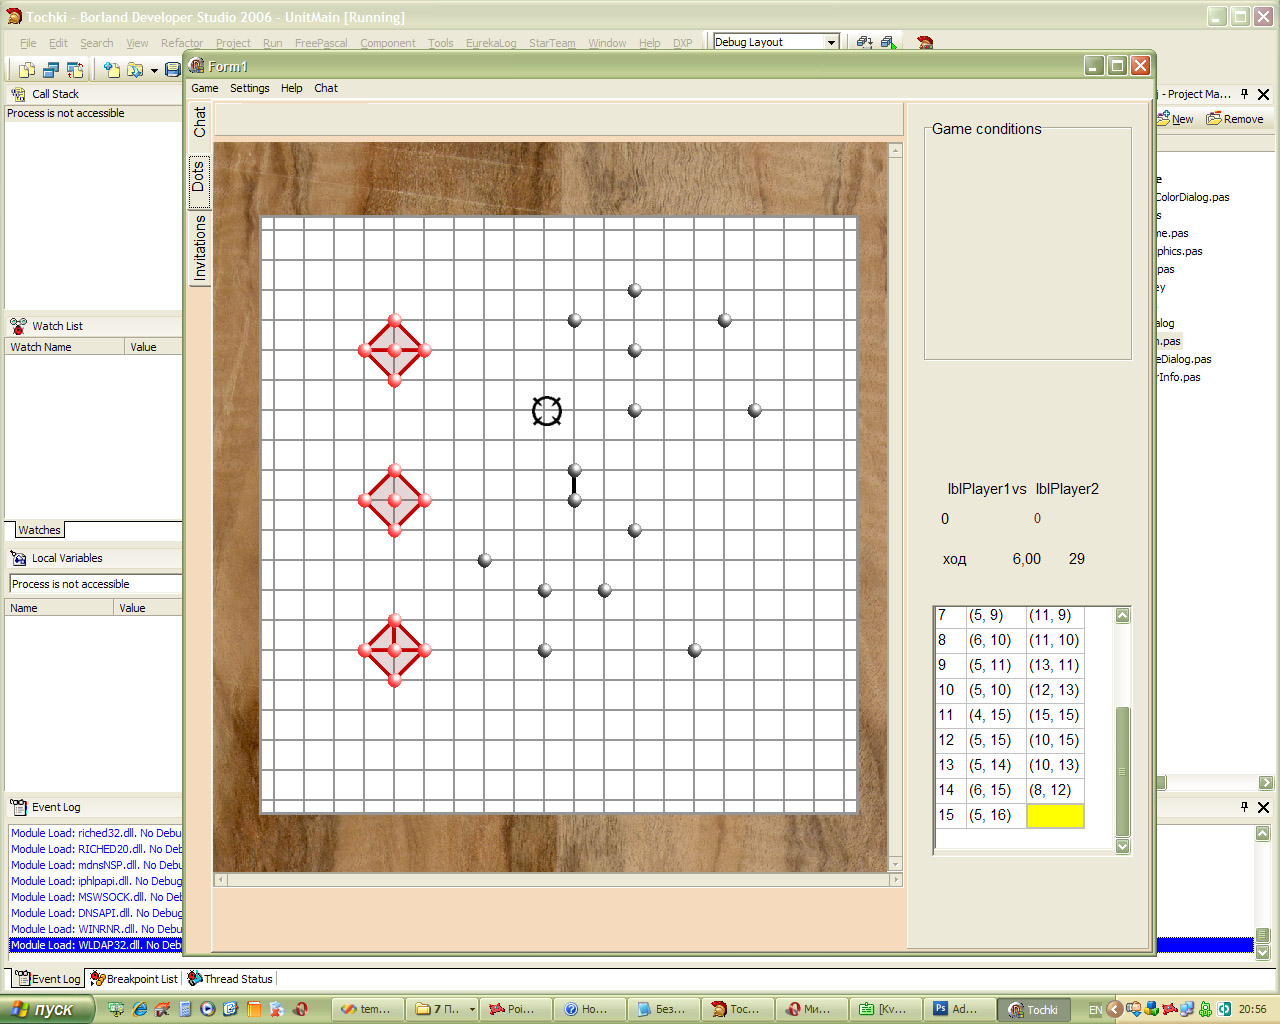 Tochki - Borland Developer Studio 2006 - UnitMain [Running]
File Edit Search View Refactor Project Run FreePascal Component Tools EurekaLog StarTeam Window Help DXP
Debug Layout
Form1
Call Stack
- Project Ma...
Game Settings Help Chat
Process is not accessible
New Remove
Chat
Dots
Invitations
Game conditions
ColorDialog.pas
me.pas
phics.pas
.pas
ey
alog
n.pas
eDialog.pas
rInfo.pas
Watch List
Watch Name Value
lblPlayer1 vs lblPlayer2
0 0
Watches
Local Variables
ход 6,00 29
Process is not accessible
Name Value
7 (5, 9) (11, 9)
8 (6, 10) (11, 10)
9 (5, 11) (13, 11)
10 (5, 10) (12, 13)
11 (4, 15) (15, 15)
12 (5, 15) (10, 15)
13 (5, 14) (10, 13)
14 (6, 15) (8, 12)
15 (5, 16)
Event Log
Module Load: riched32.dll. No Debu
Module Load: RICHED20.dll. No Debu
Module Load: mdnsNSP.dll. No Debu
Module Load: iphlpapi.dll. No Debug
Module Load: MSWSOCK.dll. No Deb
Module Load: DNSAPI.dll. No Debug
Module Load: WINRNR.dll. No Debug
Module Load: WLDAP32.dll. No Debu
Event Log Breakpoint List Thread Status
пуск tem... 7 П... Poi... Но... Без... Toc... Ми... [Kv... Ad... Tochki EN 20:56